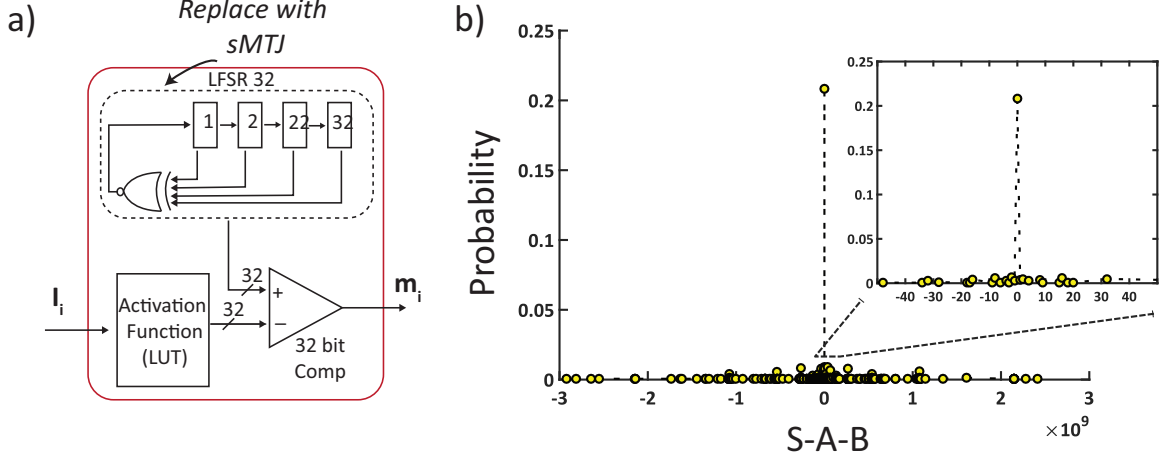 a)
Replace with
sMTJ
LFSR 32
1 2 22 32
32
32
I_i
Activation
Function
(LUT)
+
−
32 bit
Comp
m_i
b)
Probability
0.25
0.2
0.15
0.1
0.05
0
-3 -2 -1 0 1 2 3
×10^9
S-A-B
0.25
0.2
0.15
0.1
0.05
0
-40 -30 -20 -10 0 10 20 30 40